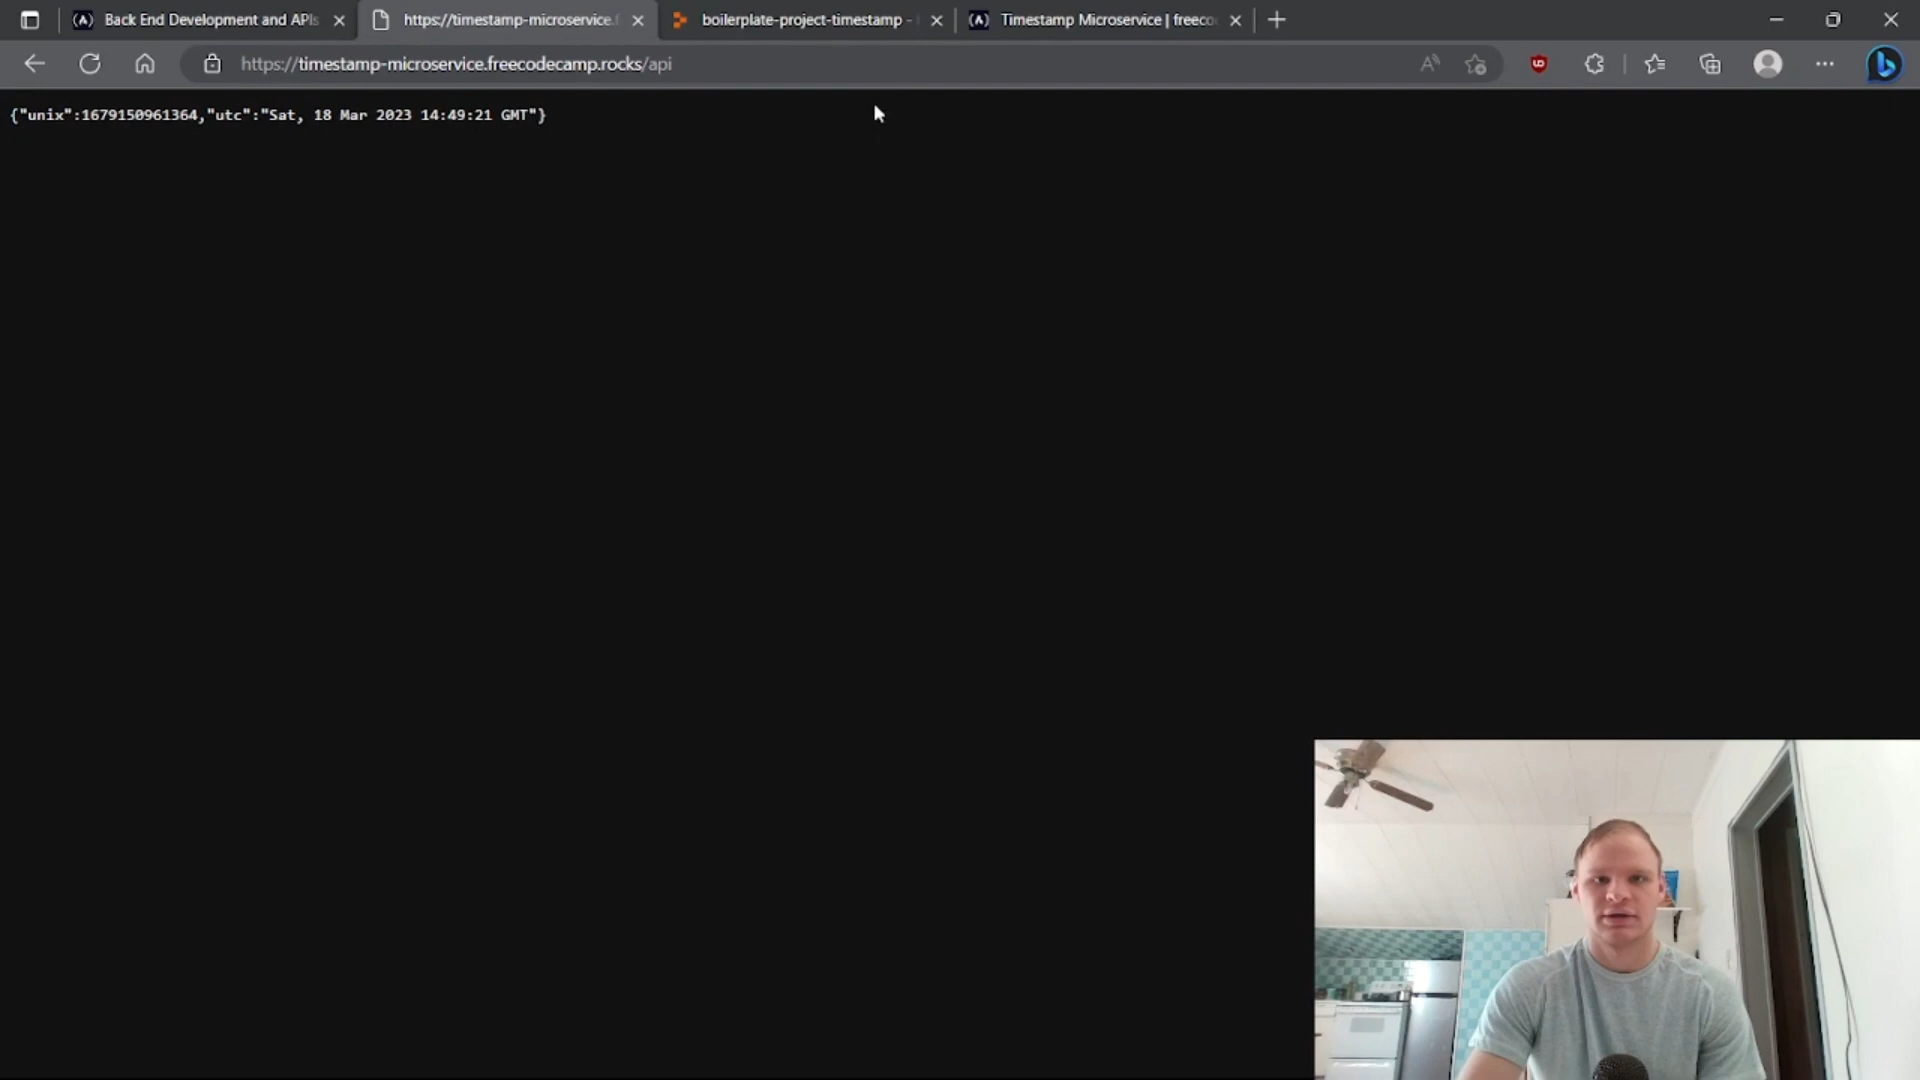 Back End Development and APIs
https://timestamp-microservice.f
boilerplate-project-timestamp -
Timestamp Microservice | freeco
https://timestamp-microservice.freecodecamp.rocks/api
{"unix":1679150961364,"utc":"Sat, 18 Mar 2023 14:49:21 GMT"}